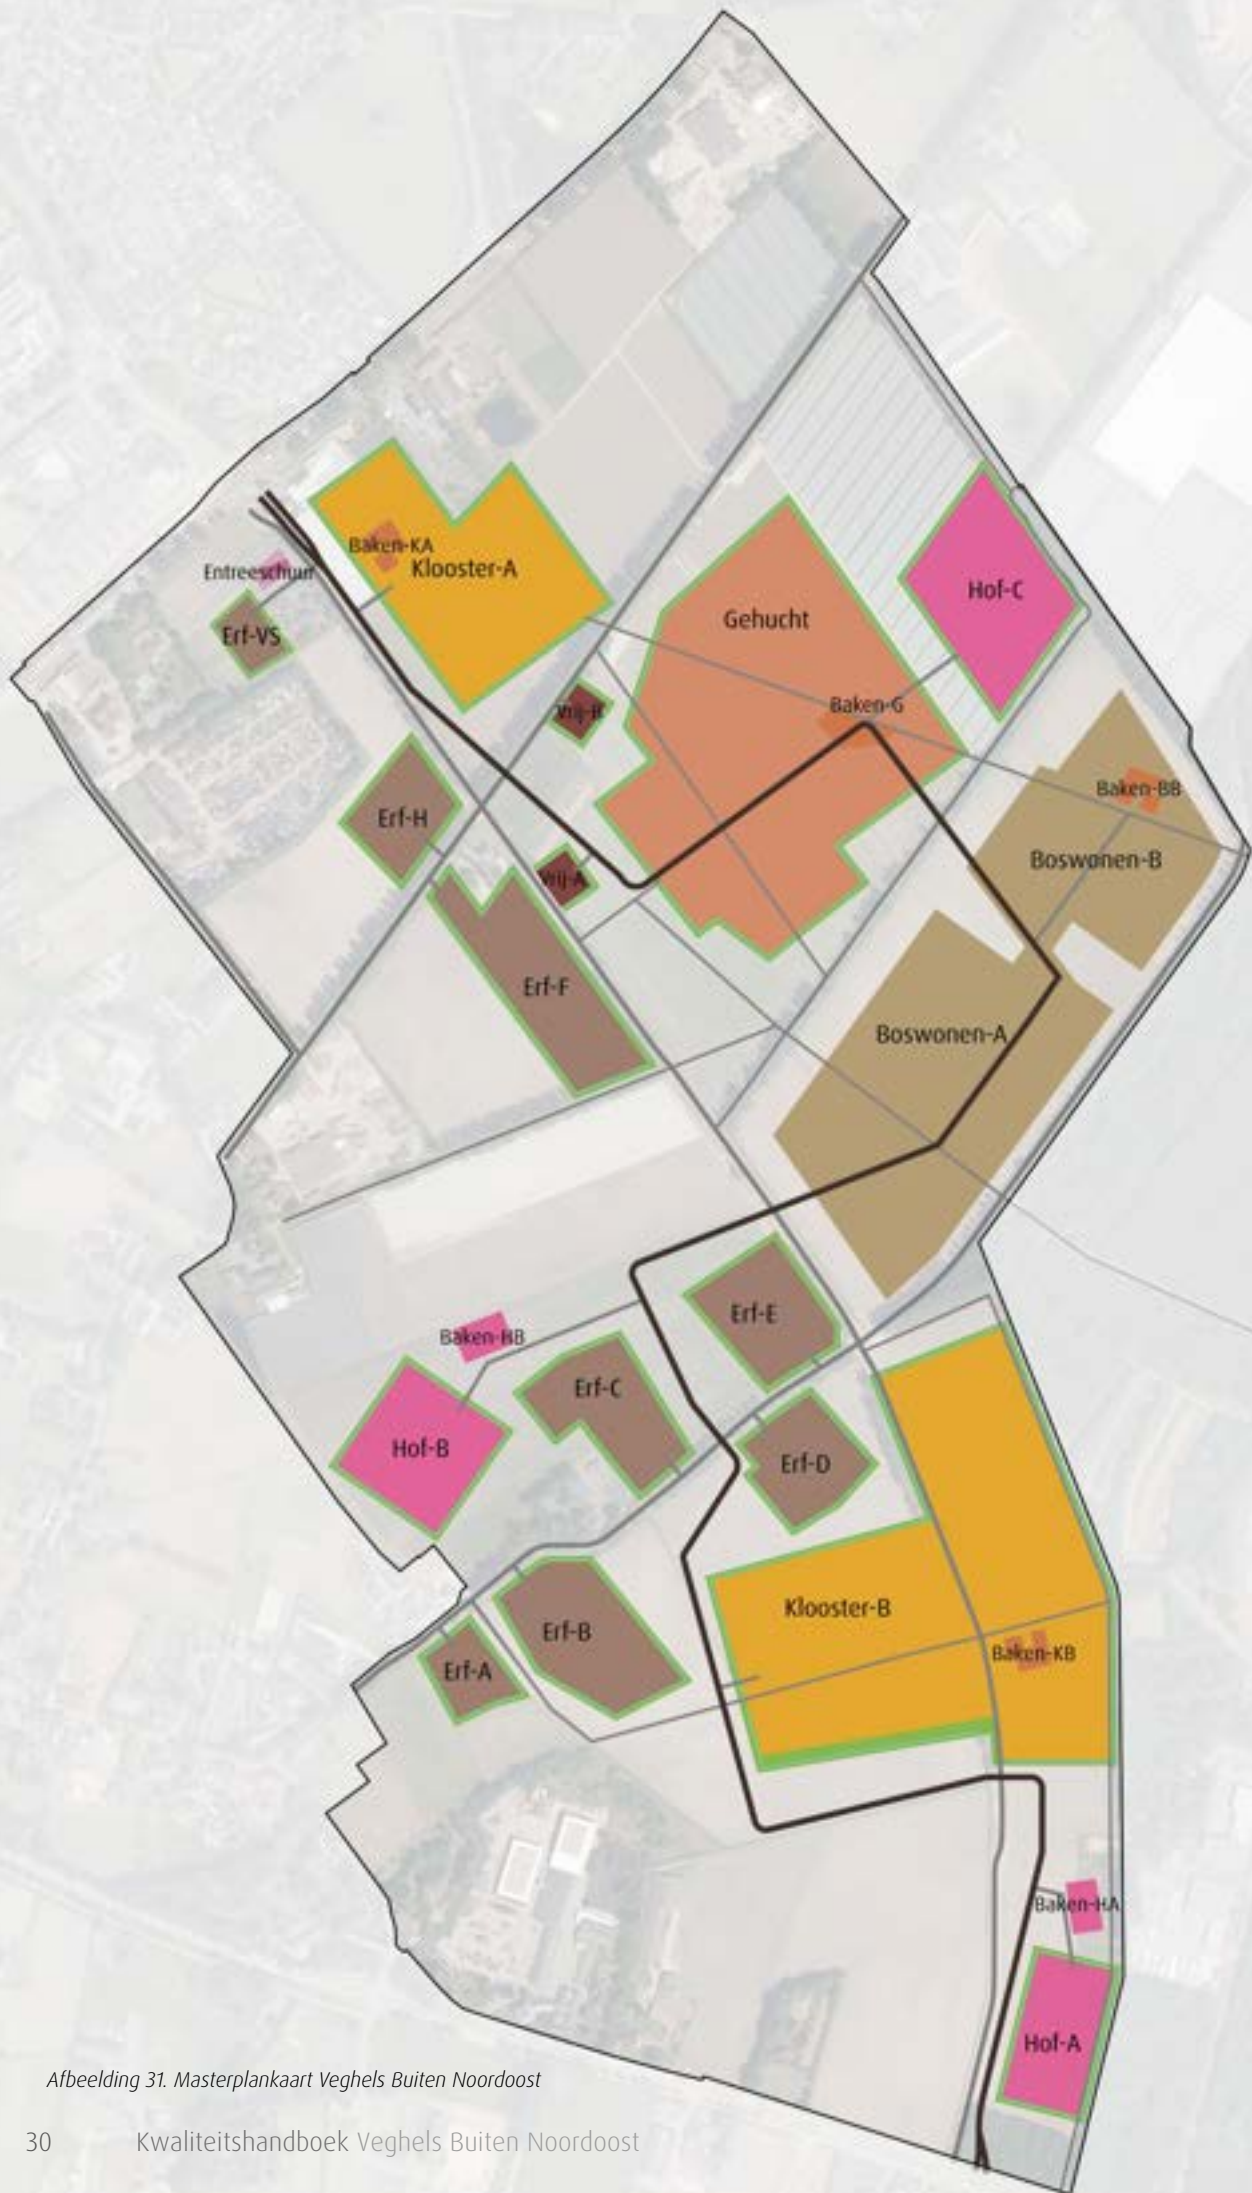 Baken-KA
Klooster-A
Entreeschuur
Erf-VS
Hof-C
Gehucht
Vrij-B
Baken-G
Baken-BB
Erf-H
Boswonen-B
Vrij-A
Erf-F
Boswonen-A
Erf-E
Baken-HB
Erf-C
Hof-B
Erf-D
Klooster-B
Erf-B
Baken-KB
Erf-A
Baken-HA
Hof-A
Afbeelding 31. Masterplankaart Veghels Buiten Noordoost
30 Kwaliteitshandboek Veghels Buiten Noordoost